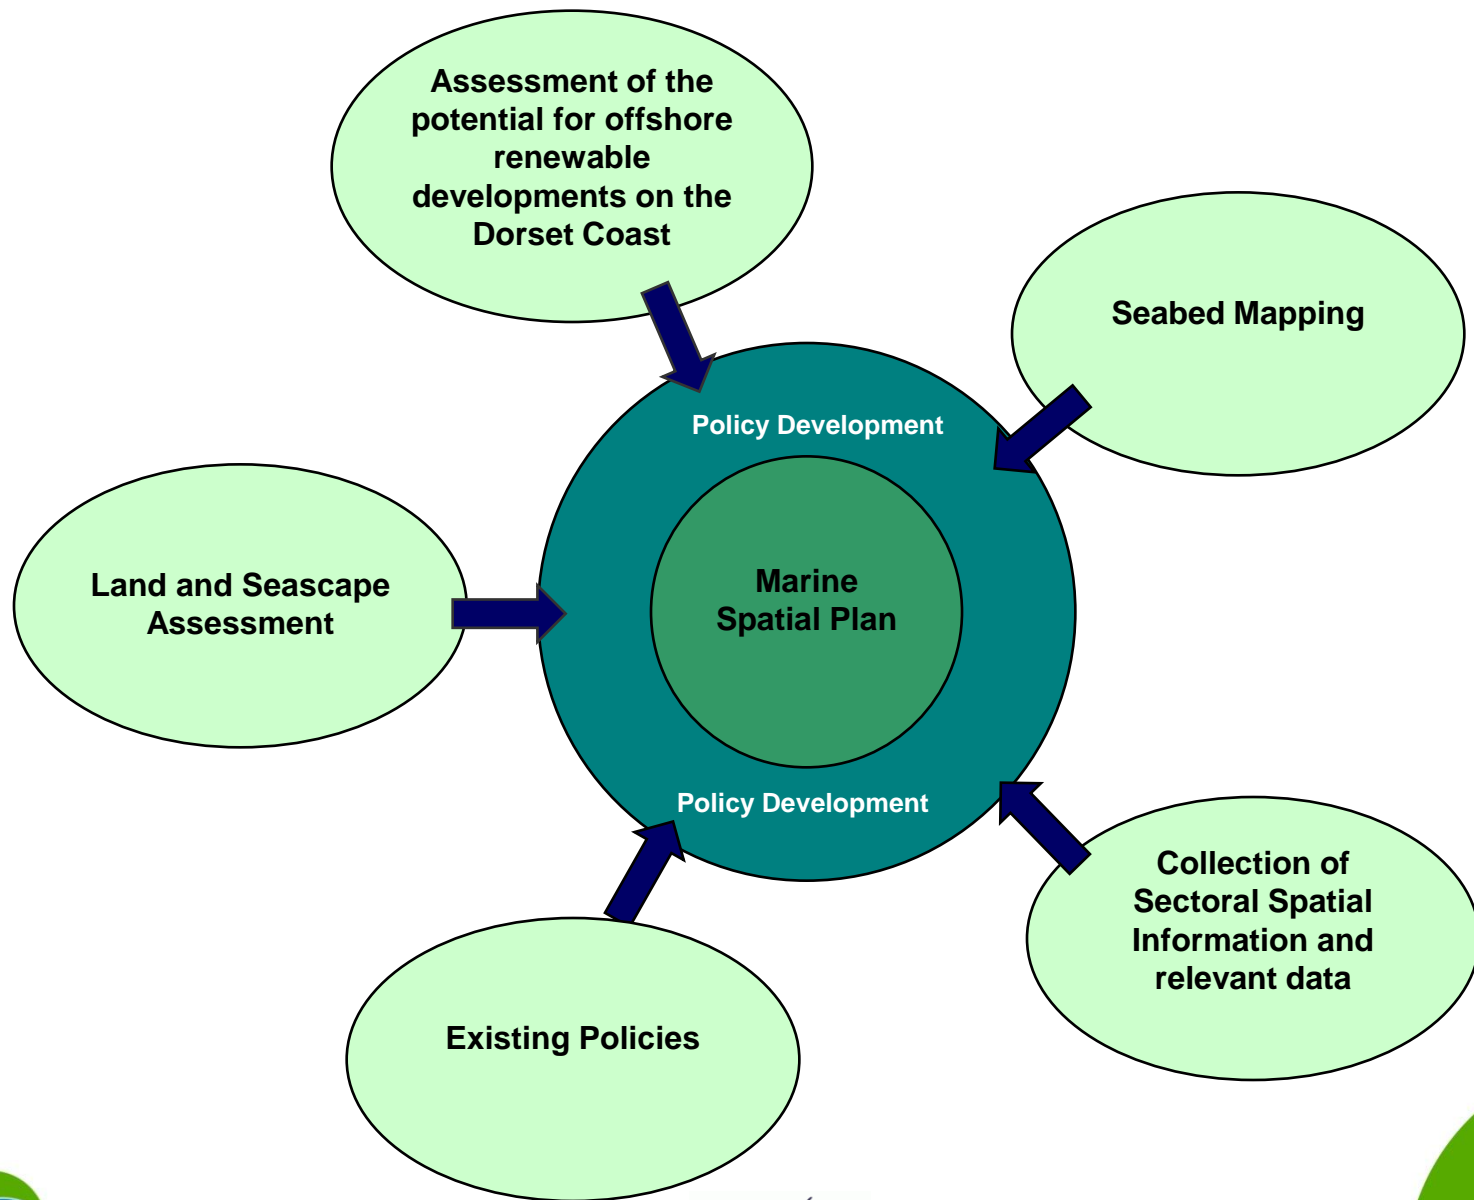 Assessment of the
potential for offshore
renewable
developments on the
Dorset Coast
Seabed Mapping
Policy Development
Land and Seascape
Assessment
Marine
Spatial Plan
Policy Development
Collection of
Sectoral Spatial
Information and
relevant data
Existing Policies